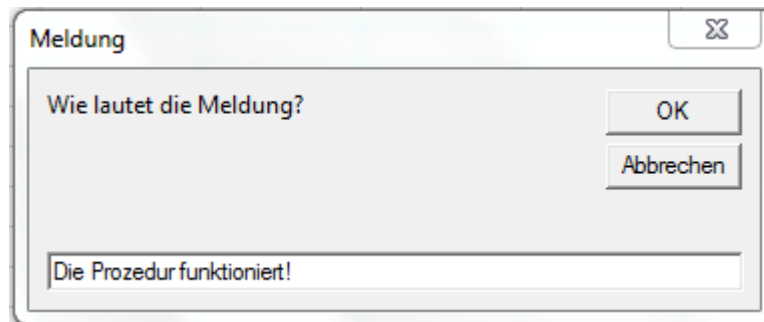 Meldung
Wie lautet die Meldung?
OK
Abbrechen
Die Prozedur funktioniert!